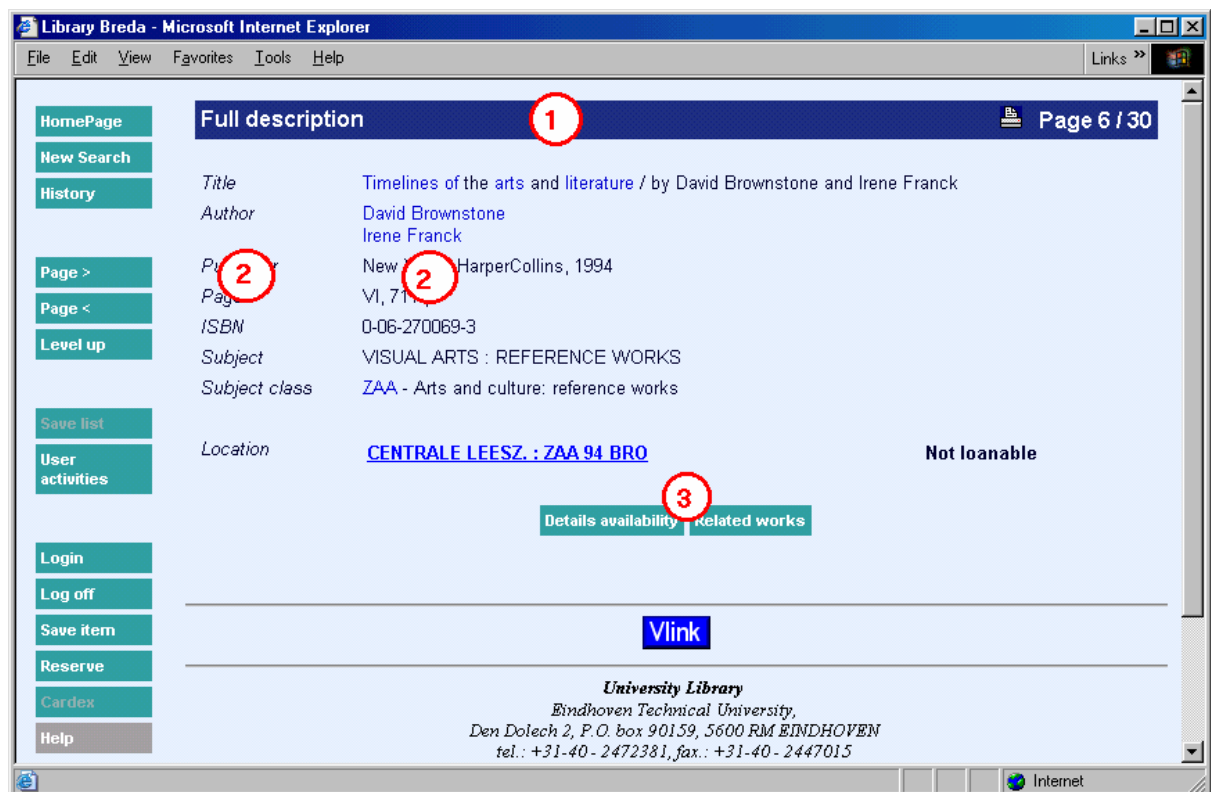 Library Breda - Microsoft Internet Explorer
File Edit View Favorites Tools Help Links »
HomePage
New Search
History
Page >
Page <
Level up
Save list
User
activities
Login
Log off
Save item
Reserve
Cardex
Help
Full description 1 Page 6 / 30
Title Timelines of the arts and literature / by David Brownstone and Irene Franck
Author David Brownstone
Irene Franck
2 New 2 HarperCollins, 1994
VI,
ISBN 0-06-270069-3
Subject VISUAL ARTS : REFERENCE WORKS
Subject class ZAA - Arts and culture: reference works
Location CENTRALE LEESZ. : ZAA 94 BRO Not loanable
3
Details availability Related works
Vlink
University Library
Eindhoven Technical University,
Den Dolech 2, P.O. box 90159, 5600 RM EINDHOVEN
tel.: +31-40 - 2472381, fax.: +31-40 - 2447015
Internet